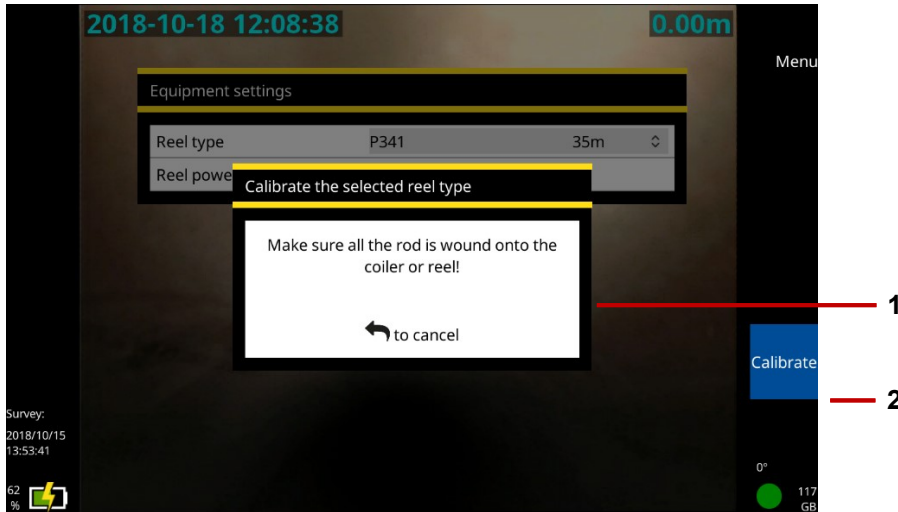 2018-10-18 12:08:38
0.00m
Menu
Equipment settings
Reel type P341 35m
Reel powe
Calibrate the selected reel type
Make sure all the rod is wound onto the
coiler or reel!
to cancel
1
Calibrate
2
Survey:
2018/10/15
13:53:41
62
%
0°
117
GB